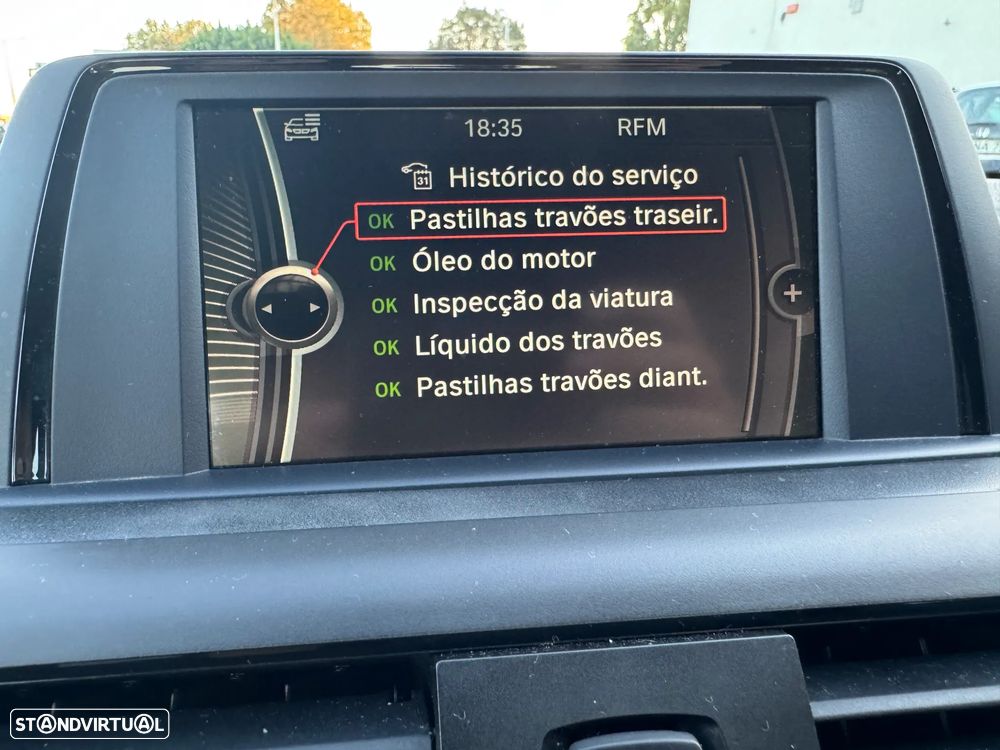 18:35 RFM
31 Histórico do serviço
OK Pastilhas travões traseir.
OK Óleo do motor
OK Inspecção da viatura
OK Líquido dos travões
OK Pastilhas travões diant.
+
STANDVIRTUAL